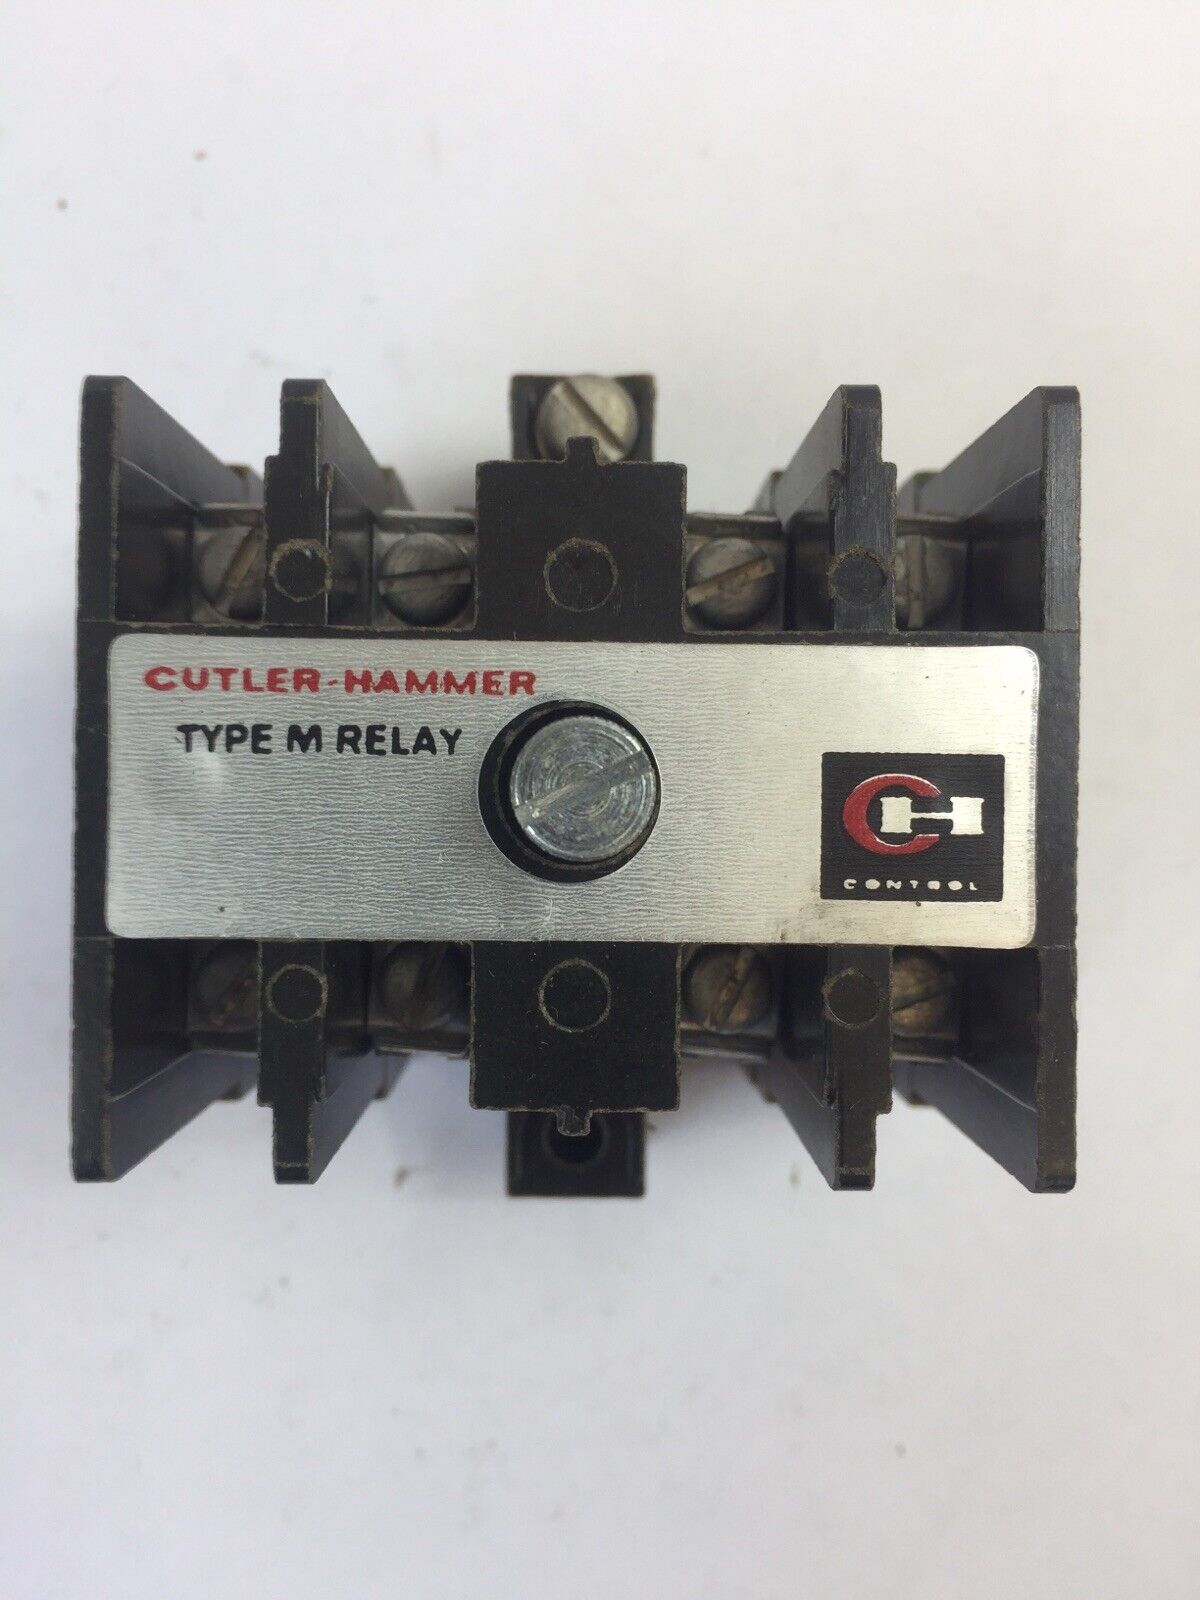 CUTLER-HAMMER
TYPE M RELAY
CH
CONTROL